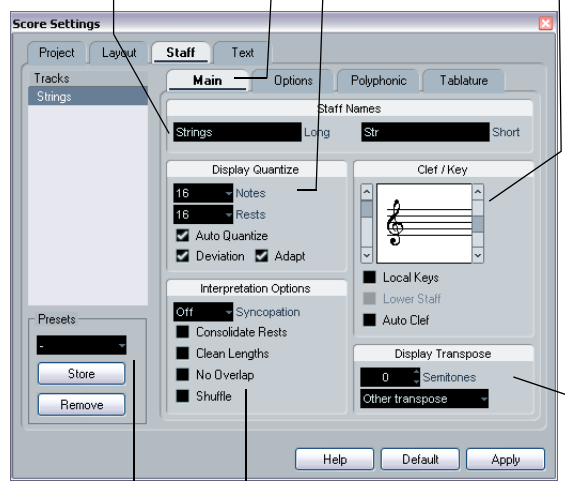 Score Settings
Project Layout Staff Text
Tracks
Strings
Main Options Polyphonic Tablature
Staff Names
Strings Long Str Short
Display Quantize
16 Notes
16 Rests
Auto Quantize
Deviation Adapt
Clef / Key
Local Keys
Lower Staff
Auto Clef
Interpretation Options
Off Syncopation
Consolidate Rests
Clean Lengths
No Overlap
Shuffle
Display Transpose
0 Semitones
Other transpose
Presets
-
Store
Remove
Help Default Apply